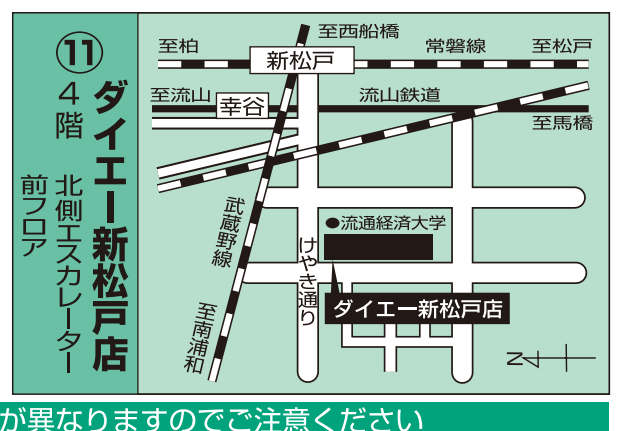 ⑪
ダイエー新松戸店
4階
北側エスカレーター
前フロア
至西船橋
至柏
新松戸
常磐線
至松戸
至流山
幸谷
流山鉄道
至馬橋
武蔵野線
流通経済大学
けやき通り
ダイエー新松戸店
至南浦和
N
が異なりますのでご注意ください